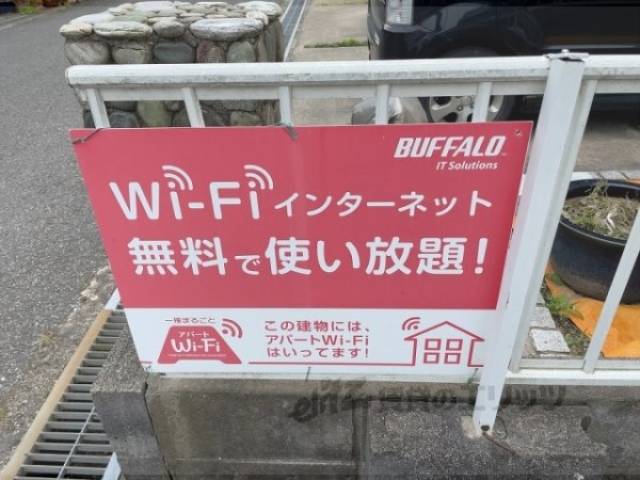 BUFFALO
IT Solutions
Wi-Fi インターネット
無料で使い放題!
一棟まるごと
アパート
Wi-Fi
この建物には、
アパートWi-Fi
はいってます!